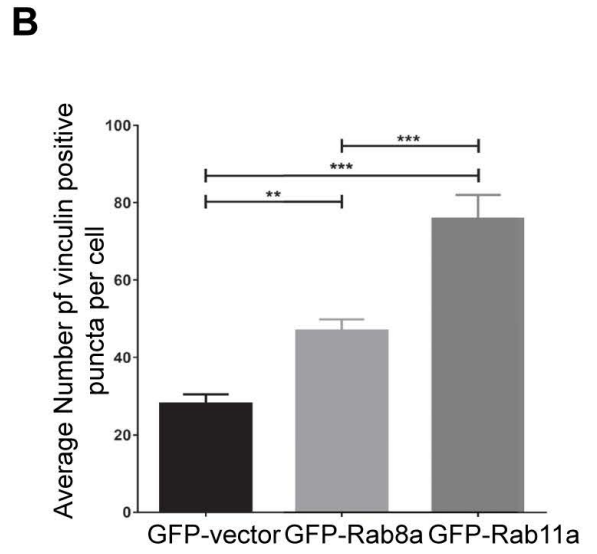 B
Average Number pf vinculin positive
puncta per cell
100
80
60
40
20
0
***
***
**
GFP-vector GFP-Rab8a GFP-Rab11a